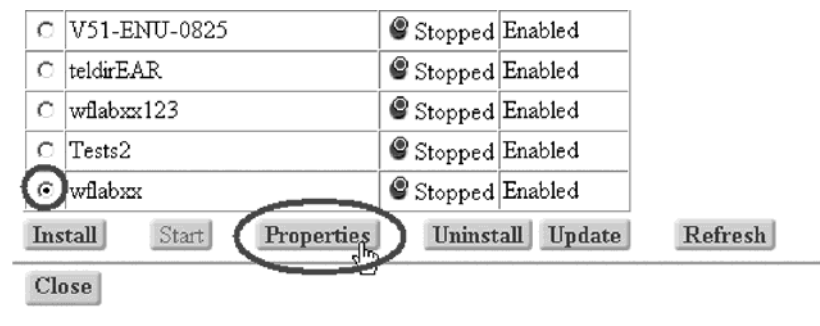 V51-ENU-0825 Stopped Enabled
teldirEAR Stopped Enabled
wflabxx123 Stopped Enabled
Tests2 Stopped Enabled
wflabxx Stopped Enabled
Install Start Properties Uninstall Update Refresh
Close